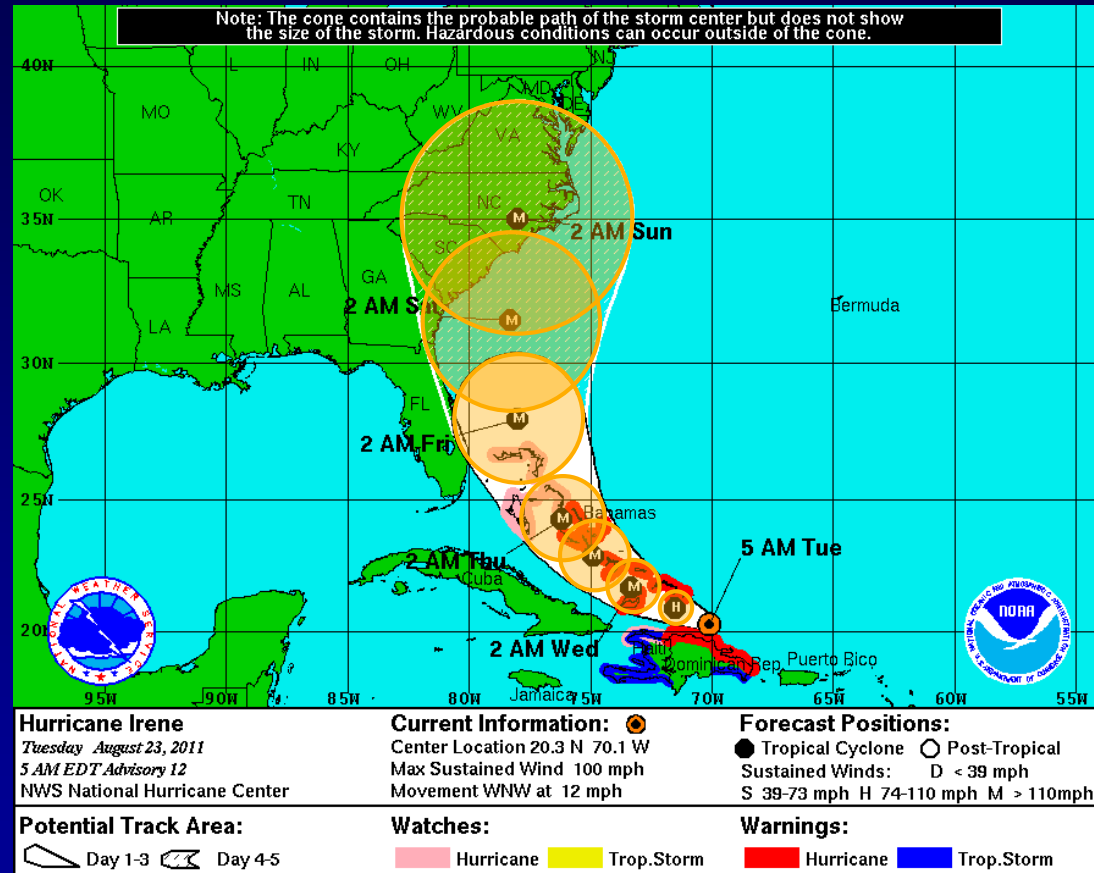 Note: The cone contains the probable path of the storm center but does not show
the size of the storm. Hazardous conditions can occur outside of the cone.
40N
L
IN
OH
NJ
MD
DE
MO
WV
VA
KY
OK
TN
NC
AR
35N
2 AM Sun
SC
GA
MS
AL
2 AM S
Bermuda
LA
30N
FL
2 AM Fri
25N
Bahamas
5 AM Tue
2 AM Thu
Cuba
NATIONAL WEATHER SERVICE
NOAA
20N
2 AM Wed
Haiti
Dominican Rep
Puerto Rico
Jamaica
95W
90W
85W
80W
75W
70W
65W
60W
55W
M
M
M
M
M
M
H
Hurricane Irene
Tuesday August 23, 2011
5 AM EDT Advisory 12
NWS National Hurricane Center
Current Information:
Center Location 20.3 N 70.1 W
Max Sustained Wind 100 mph
Movement WNW at 12 mph
Forecast Positions:
Tropical Cyclone Post-Tropical
Sustained Winds: D < 39 mph
S 39-73 mph H 74-110 mph M > 110mph
Potential Track Area:
Day 1-3 Day 4-5
Watches:
Hurricane Trop.Storm
Warnings:
Hurricane Trop.Storm